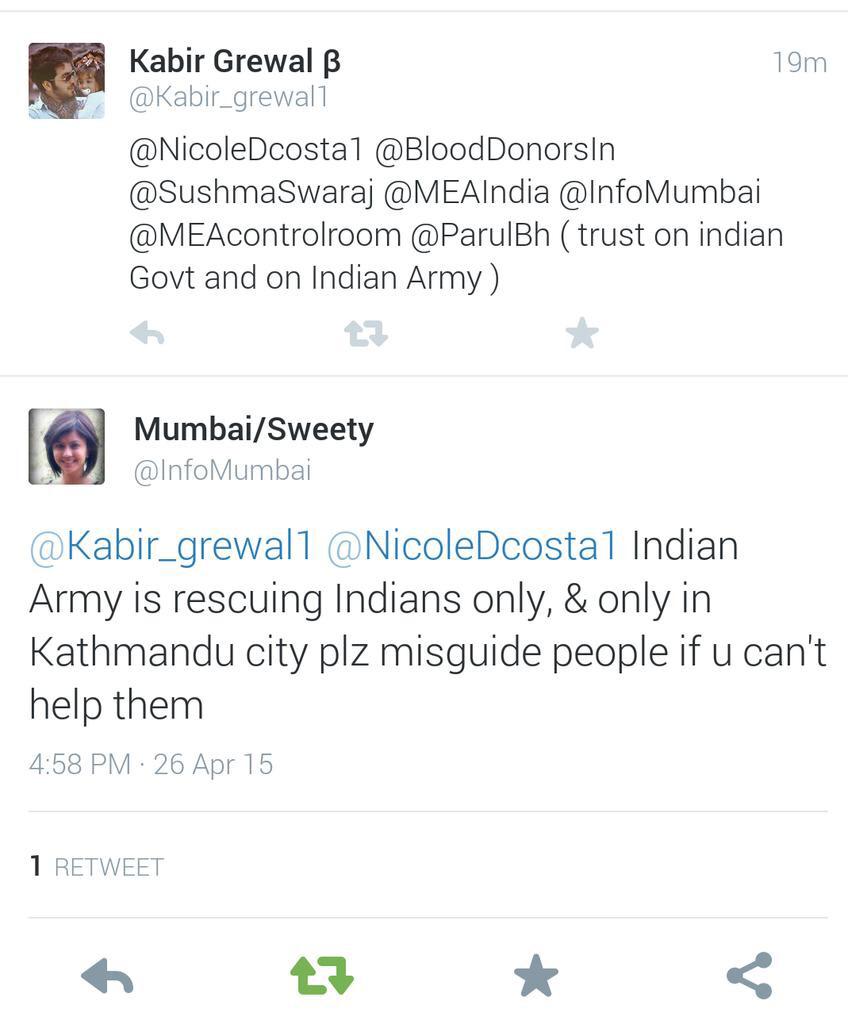 Kabir Grewal β 19m
@Kabir_grewal1
@NicoleDcosta1 @BloodDonorsIn
@SushmaSwaraj @MEAIndia @InfoMumbai
@MEAcontrolroom @ParulBh ( trust on indian
Govt and on Indian Army )
Mumbai/Sweety
@InfoMumbai
@Kabir_grewal1 @NicoleDcosta1 Indian
Army is rescuing Indians only, & only in
Kathmandu city plz misguide people if u can't
help them
4:58 PM · 26 Apr 15
1 RETWEET